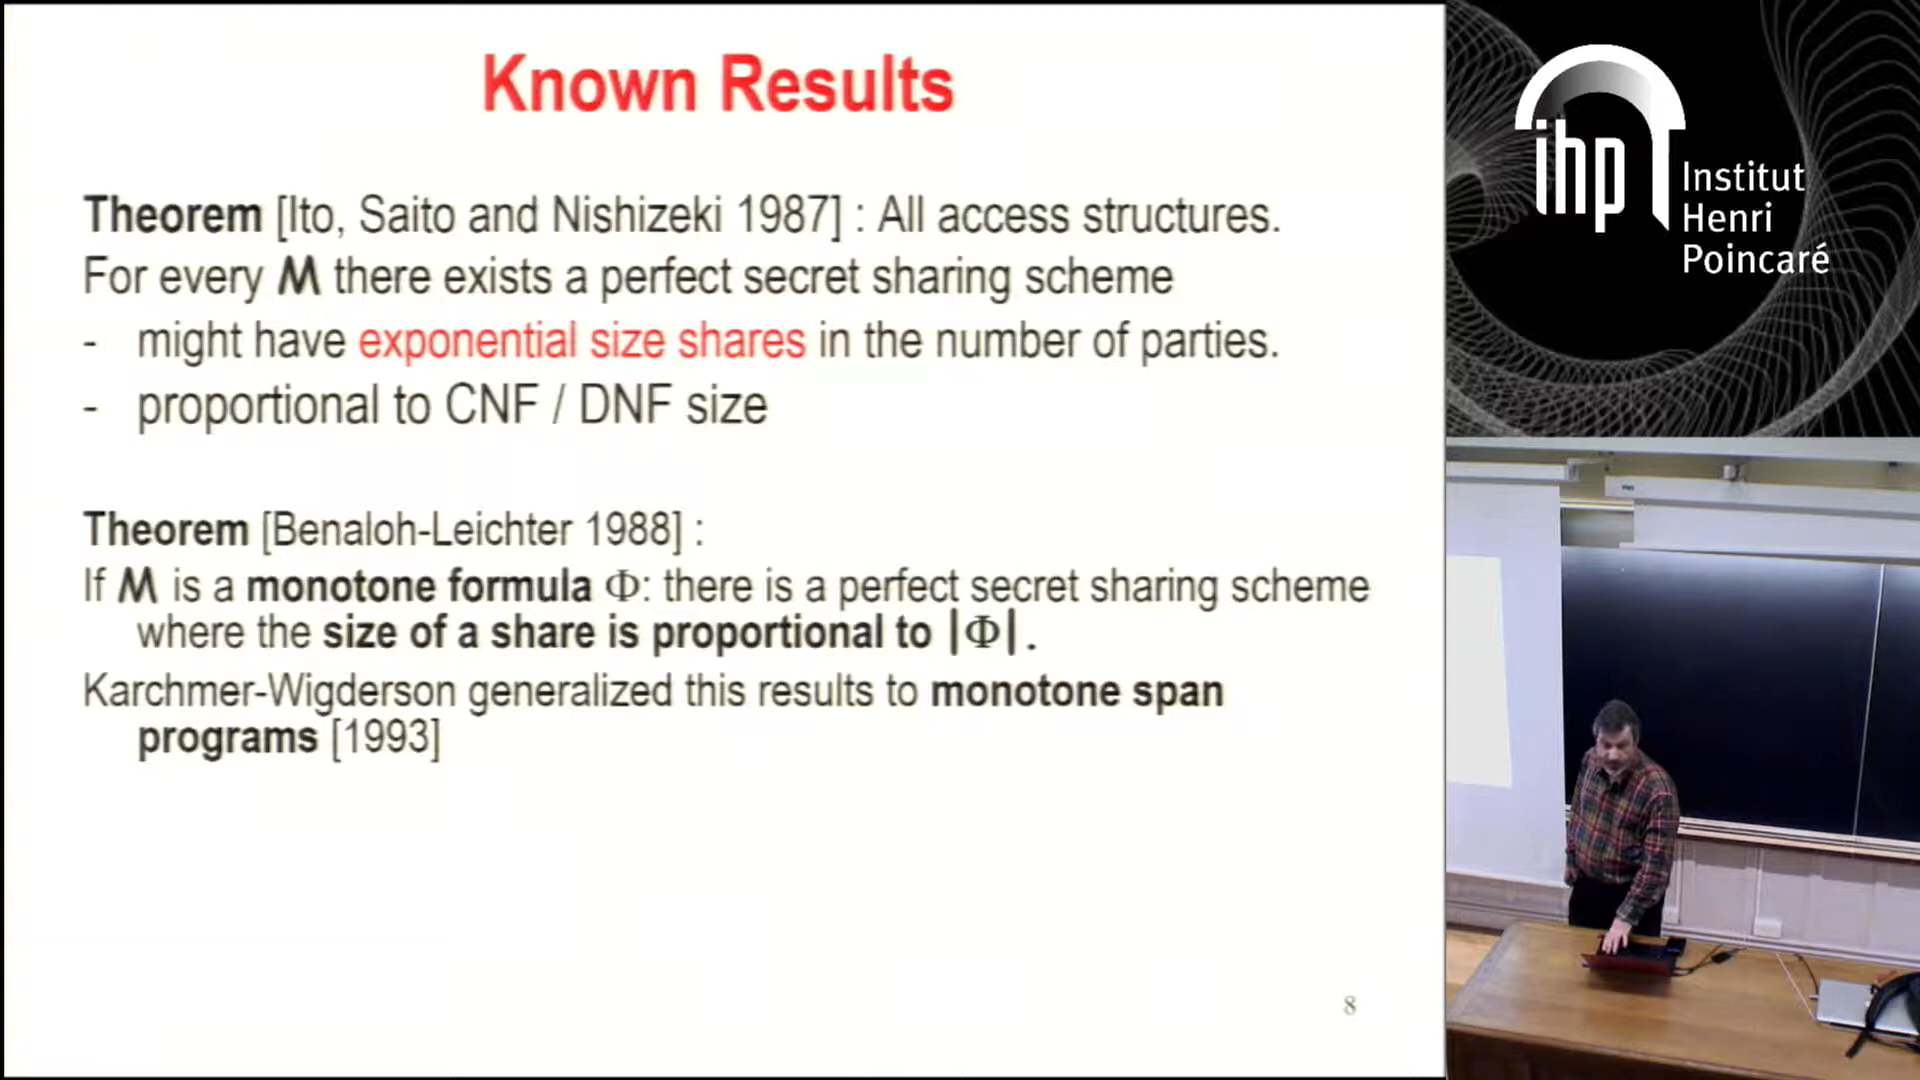 Known Results
Theorem [Ito, Saito and Nishizeki 1987] : All access structures.
For every M there exists a perfect secret sharing scheme
- might have exponential size shares in the number of parties.
- proportional to CNF / DNF size
Theorem [Benaloh-Leichter 1988] :
If M is a monotone formula Φ: there is a perfect secret sharing scheme
where the size of a share is proportional to |Φ|.
Karchmer-Wigderson generalized this results to monotone span
programs [1993]
8
ihp
Institut
Henri
Poincaré